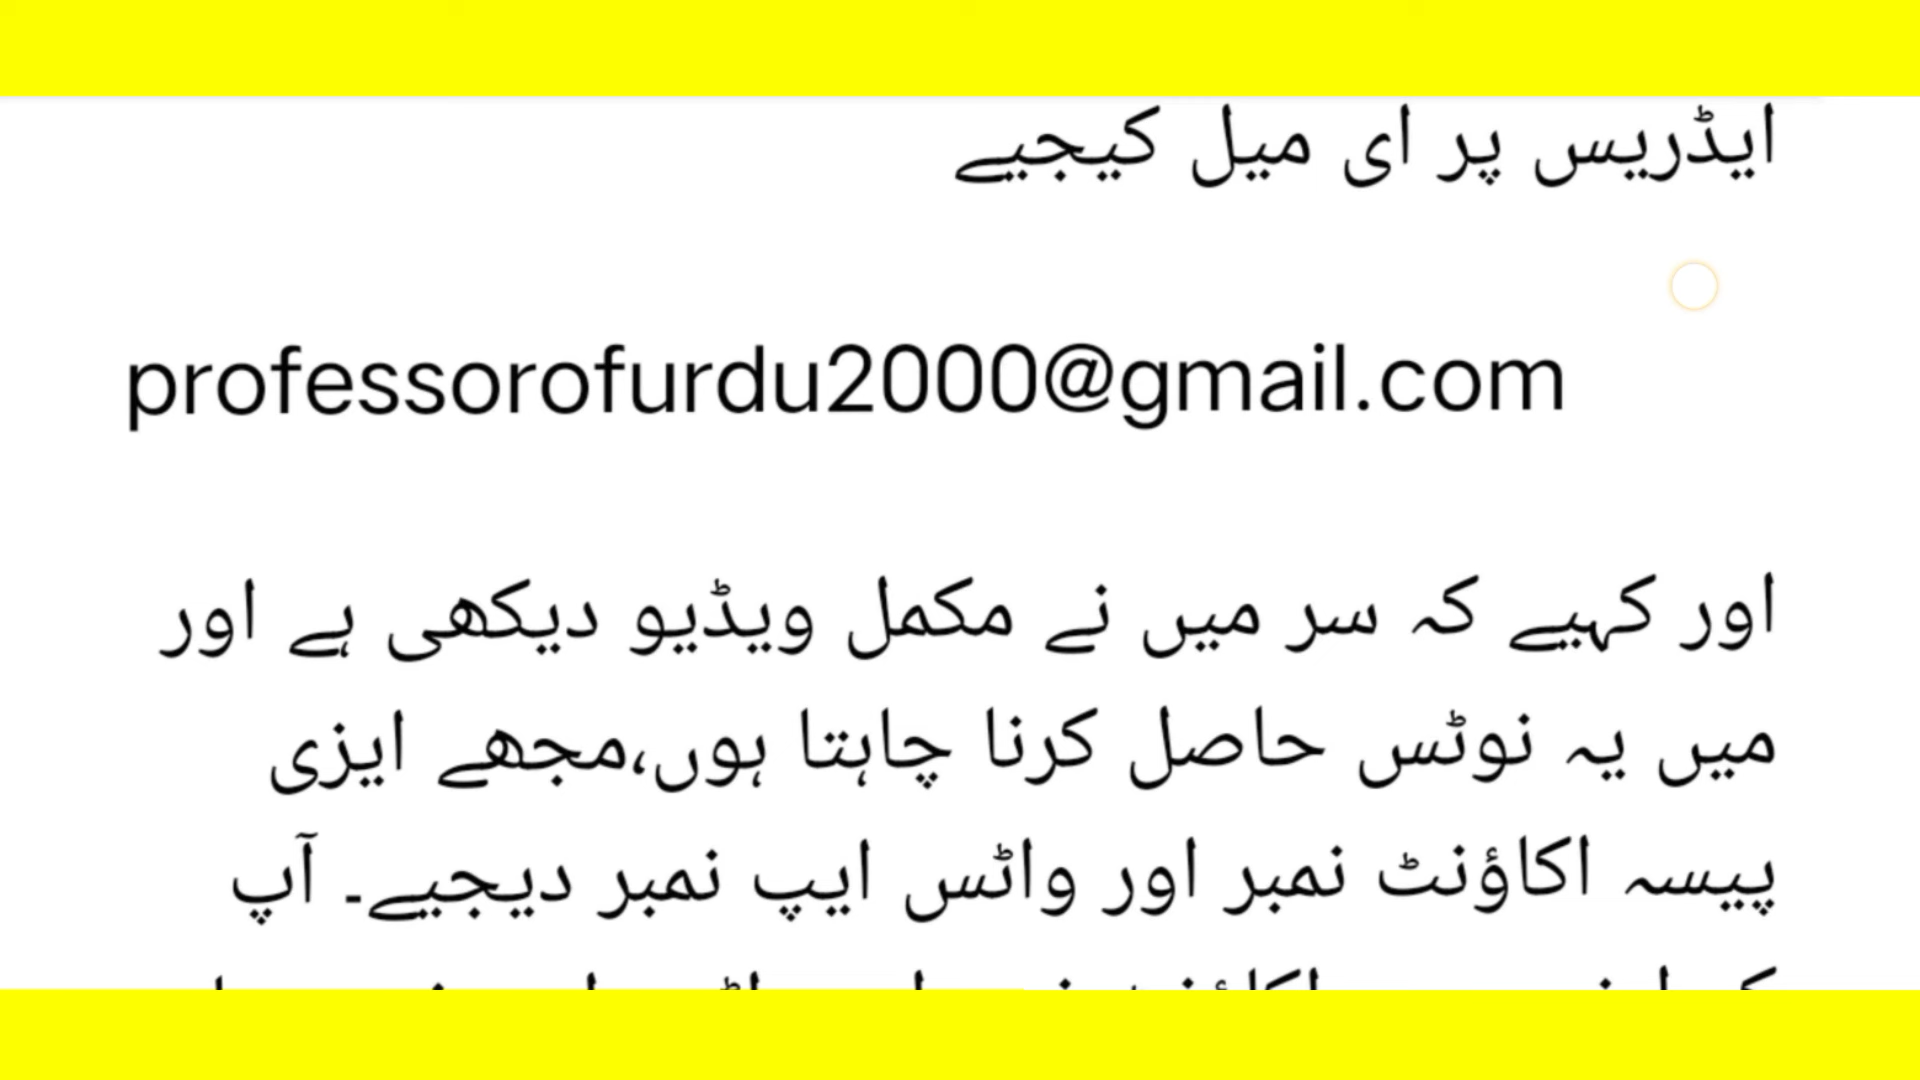 ایڈریس پر ای میل کیجیے
professorofurdu2000@gmail.com
اور کہیے کہ سر میں نے مکمل ویڈیو دیکھی ہے اور
میں یہ نوٹس حاصل کرنا چاہتا ہوں،مجھے ایزی
پیسہ اکاؤنٹ نمبر اور واٹس ایپ نمبر دیجیے۔ آپ